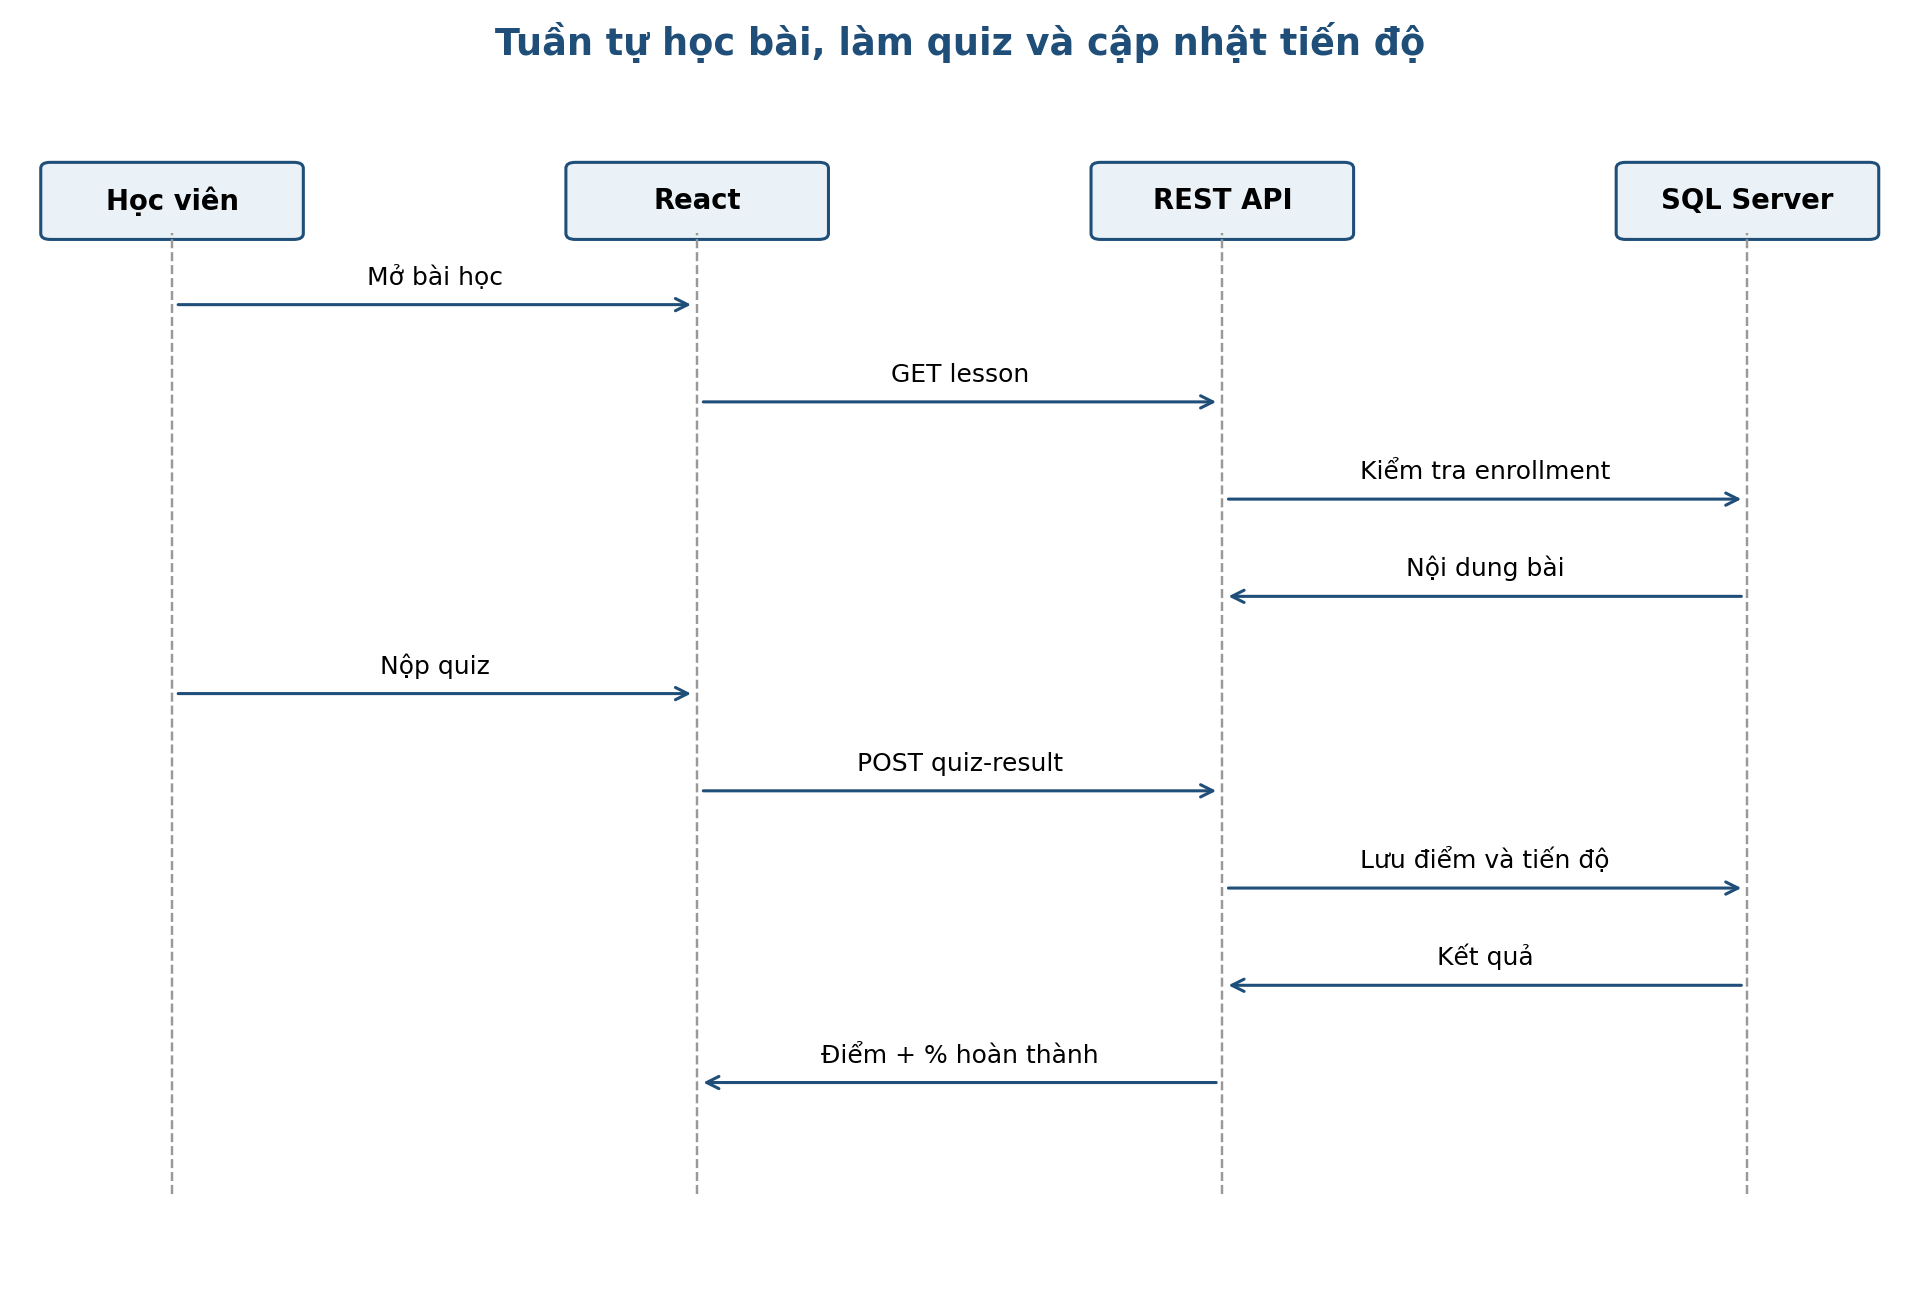 Tuần tự học bài, làm quiz và cập nhật tiến độ
Học viên
React
REST API
SQL Server
Mở bài học
GET lesson
Kiểm tra enrollment
Nội dung bài
Nộp quiz
POST quiz-result
Lưu điểm và tiến độ
Kết quả
Điểm + % hoàn thành